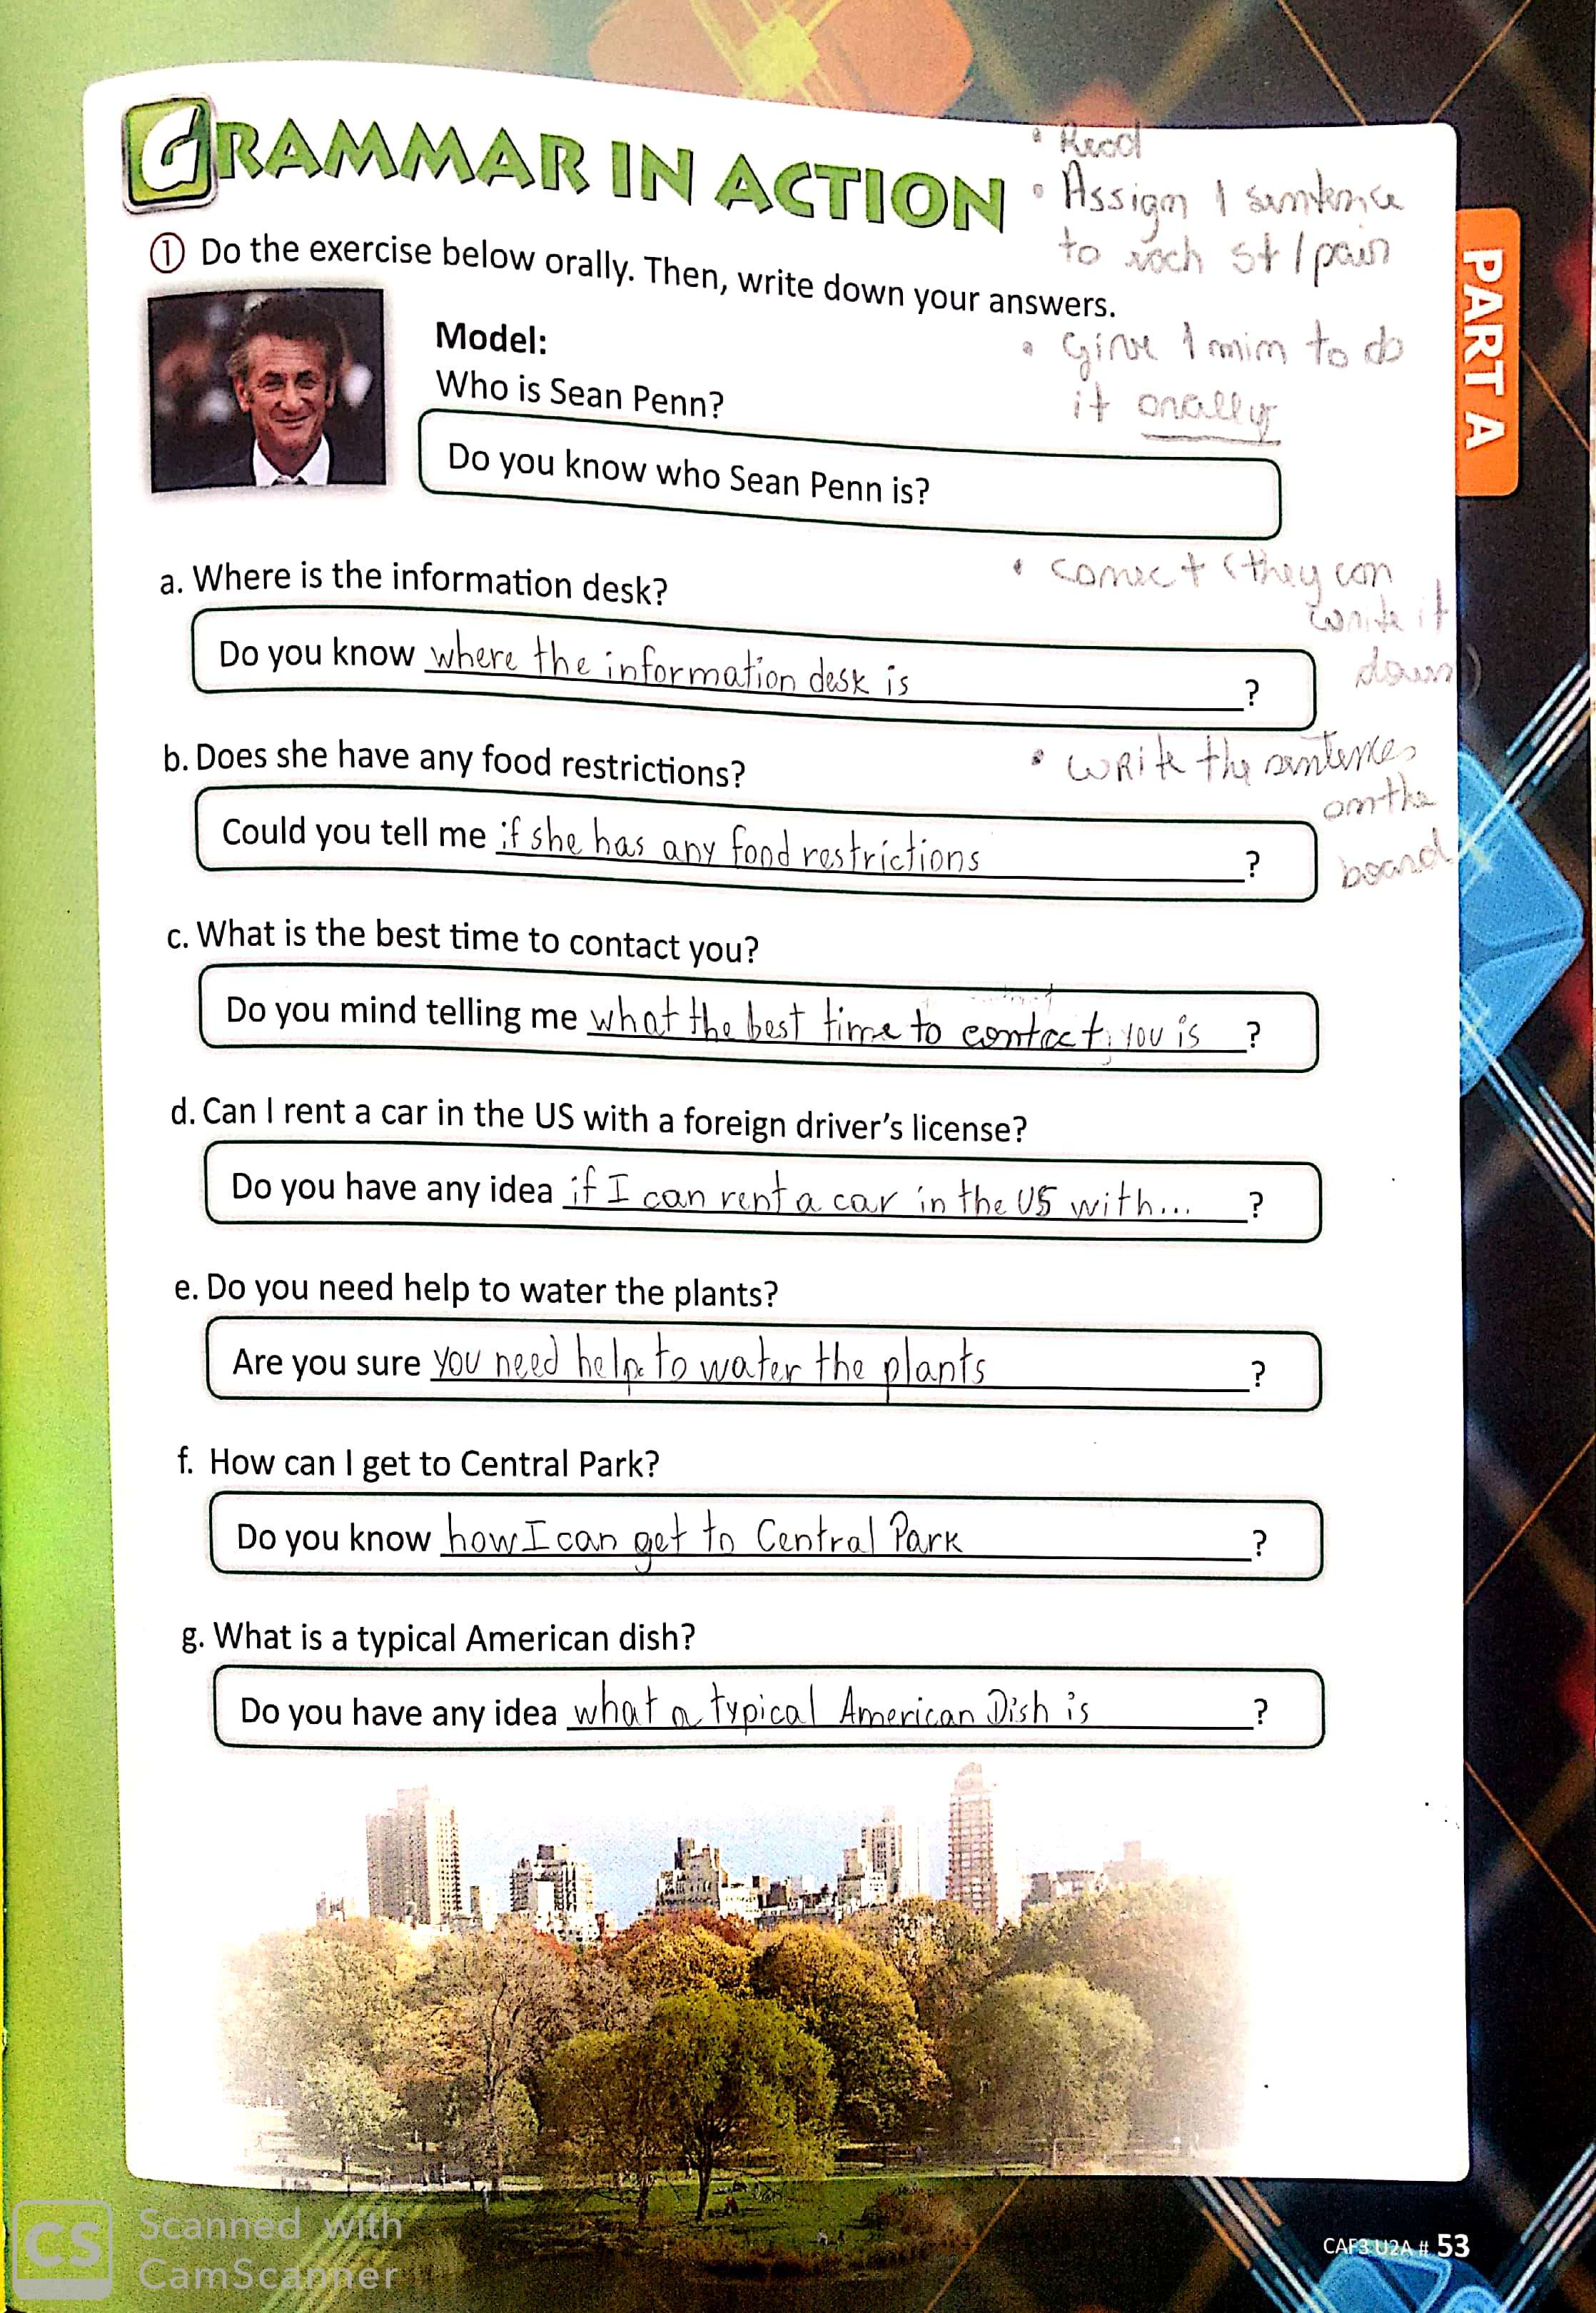 GRAMMAR IN ACTION
① Do the exercise below orally. Then, write down your answers.
• Read
• Assign 1 sentence
to each st / pair
• Give 1 min to do
it orally
PART A
Model:
Who is Sean Penn?
Do you know who Sean Penn is?
• correct (they can
write it
down)
a. Where is the information desk?
Do you know where the information desk is ?
• write the sentences
on the
board
b. Does she have any food restrictions?
Could you tell me if she has any food restrictions ?
c. What is the best time to contact you?
Do you mind telling me what the best time to contact you is ?
d. Can I rent a car in the US with a foreign driver's license?
Do you have any idea if I can rent a car in the US with... ?
e. Do you need help to water the plants?
Are you sure you need help to water the plants ?
f. How can I get to Central Park?
Do you know how I can get to Central Park ?
g. What is a typical American dish?
Do you have any idea what a typical American Dish is ?
CAF3 U2A # 53
CS Scanned with
CamScanner